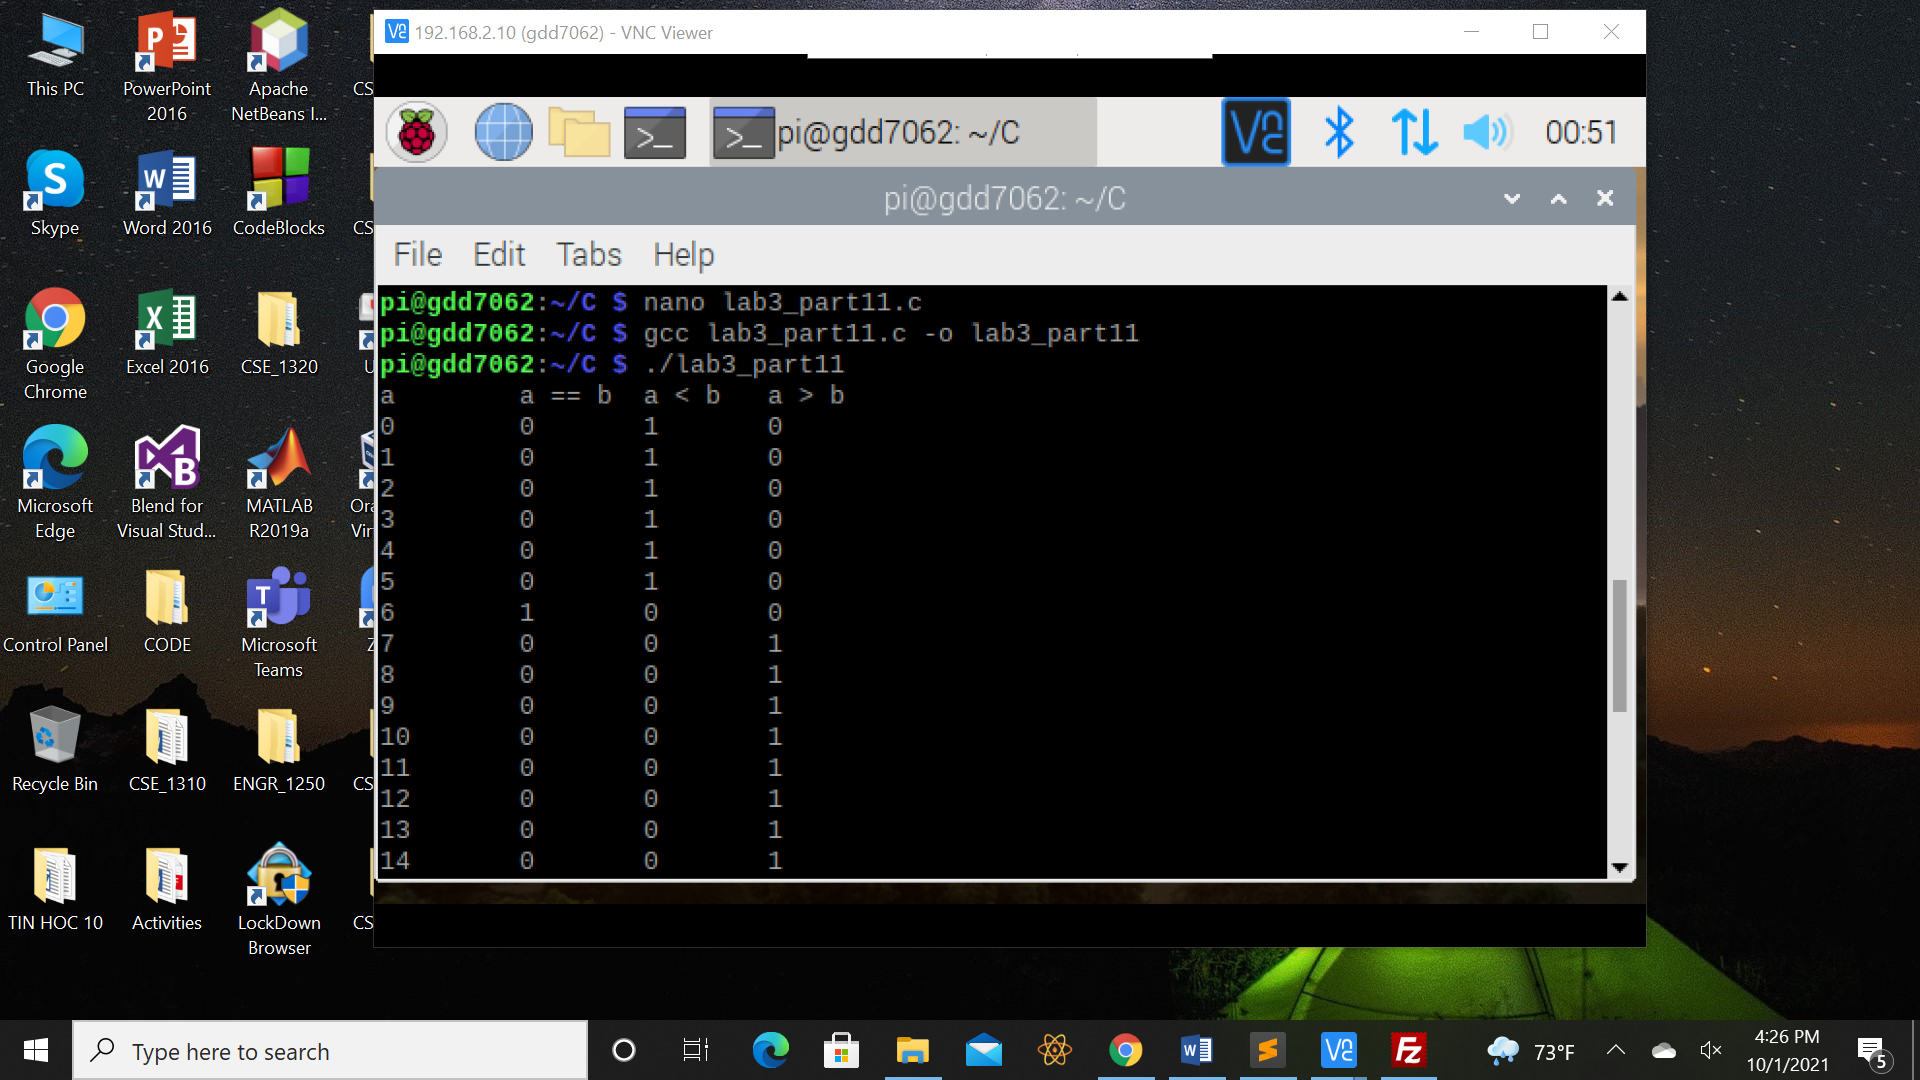 192.168.2.10 (gdd7062) - VNC Viewer
pi@gdd7062: ~/C
00:51
pi@gdd7062: ~/C
File Edit Tabs Help
pi@gdd7062:~/C $ nano lab3_part11.c
pi@gdd7062:~/C $ gcc lab3_part11.c -o lab3_part11
pi@gdd7062:~/C $ ./lab3_part11
a a == b a < b a > b
0 0 1 0
1 0 1 0
2 0 1 0
3 0 1 0
4 0 1 0
5 0 1 0
6 1 0 0
7 0 0 1
8 0 0 1
9 0 0 1
10 0 0 1
11 0 0 1
12 0 0 1
13 0 0 1
14 0 0 1
This PC
PowerPoint
2016
Apache
NetBeans I...
Skype
Word 2016
CodeBlocks
Google
Chrome
Excel 2016
CSE_1320
Microsoft
Edge
Blend for
Visual Stud...
MATLAB
R2019a
Control Panel
CODE
Microsoft
Teams
Recycle Bin
CSE_1310
ENGR_1250
TIN HOC 10
Activities
LockDown
Browser
Type here to search
73°F
4:26 PM
10/1/2021
5